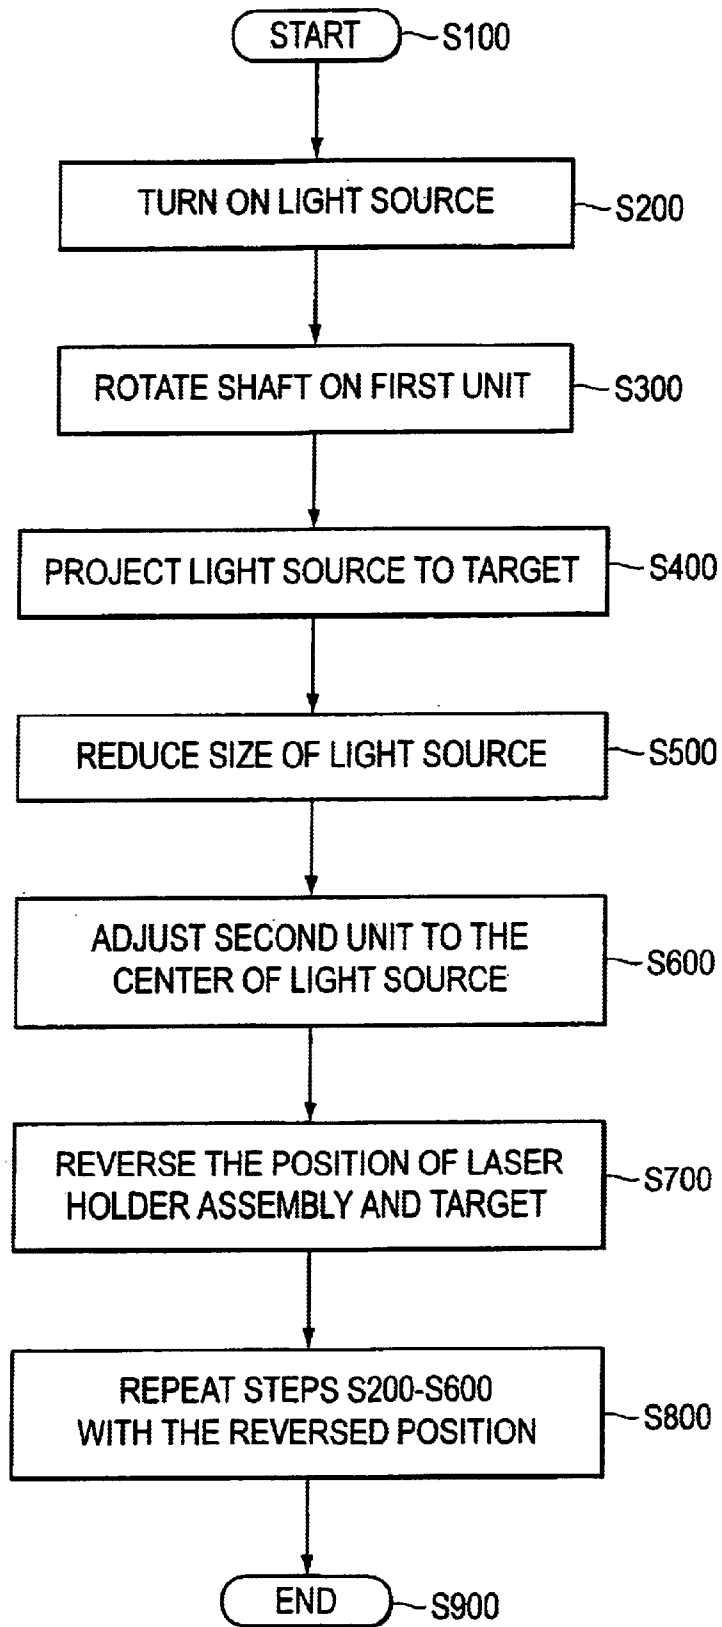 START
S100
TURN ON LIGHT SOURCE
S200
ROTATE SHAFT ON FIRST UNIT
S300
PROJECT LIGHT SOURCE TO TARGET
S400
REDUCE SIZE OF LIGHT SOURCE
S500
ADJUST SECOND UNIT TO THE
CENTER OF LIGHT SOURCE
S600
REVERSE THE POSITION OF LASER
HOLDER ASSEMBLY AND TARGET
S700
REPEAT STEPS S200-S600
WITH THE REVERSED POSITION
S800
END
S900